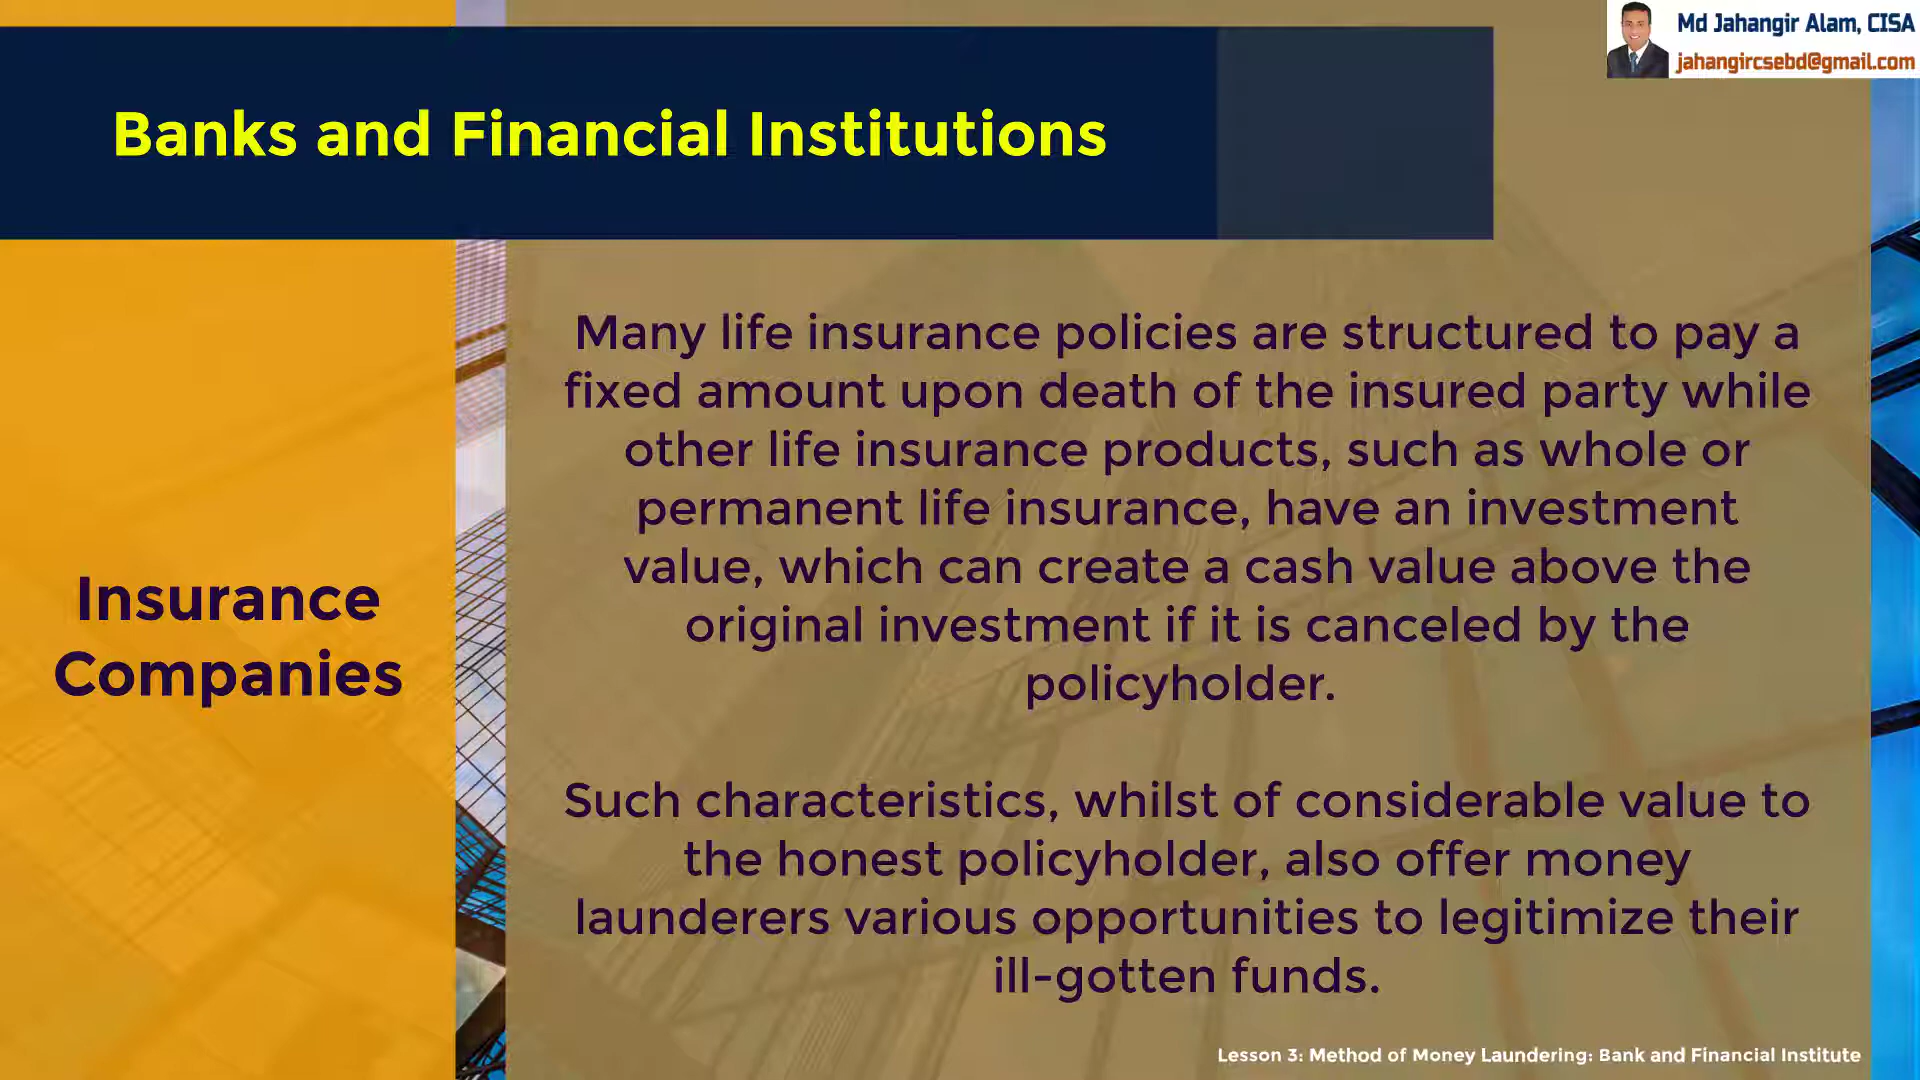 Md Jahangir Alam, CISA
jahangircsebd@gmail.com
Banks and Financial Institutions
Insurance
Companies
Many life insurance policies are structured to pay a
fixed amount upon death of the insured party while
other life insurance products, such as whole or
permanent life insurance, have an investment
value, which can create a cash value above the
original investment if it is canceled by the
policyholder.
Such characteristics, whilst of considerable value to
the honest policyholder, also offer money
launderers various opportunities to legitimize their
ill-gotten funds.
Lesson 3: Method of Money Laundering: Bank and Financial Institute